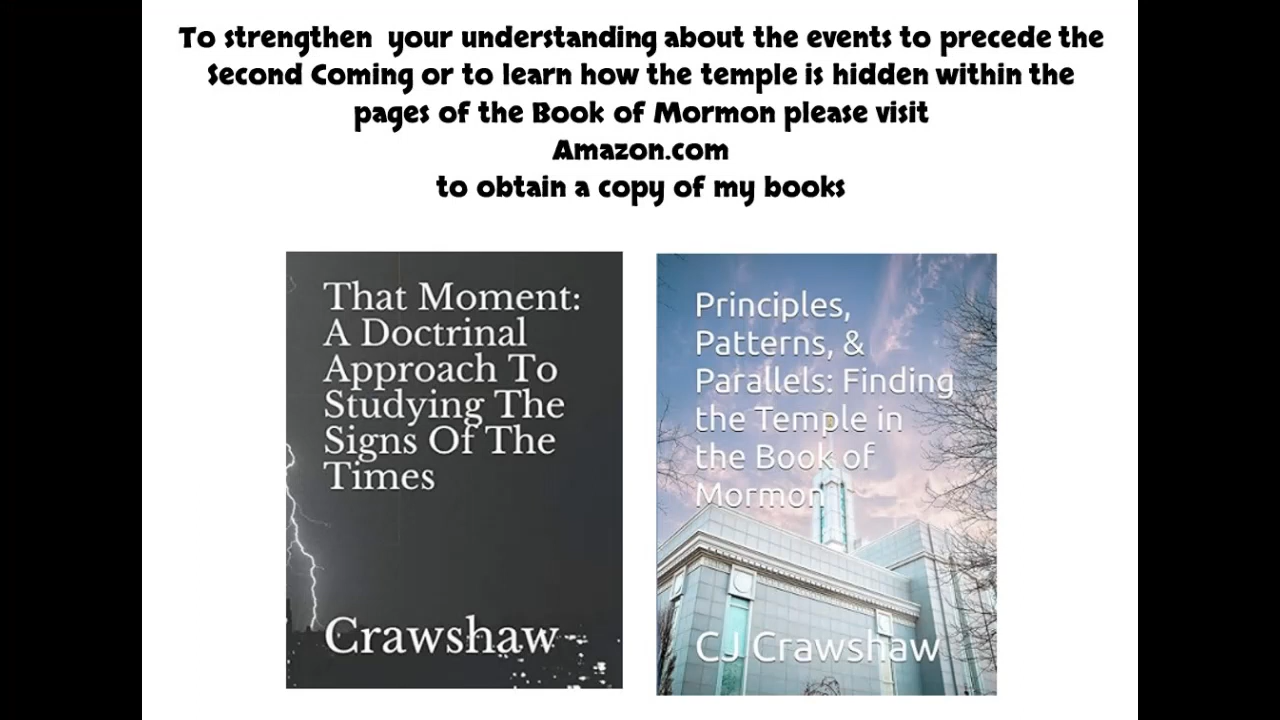 To strengthen your understanding about the events to precede the
Second Coming or to learn how the temple is hidden within the
pages of the Book of Mormon please visit
Amazon.com
to obtain a copy of my books
That Moment:
A Doctrinal
Approach To
Studying The
Signs Of The
Times
Crawshaw
Principles,
Patterns, &
Parallels: Finding
the Temple in
the Book of
Mormon
CJ Crawshaw